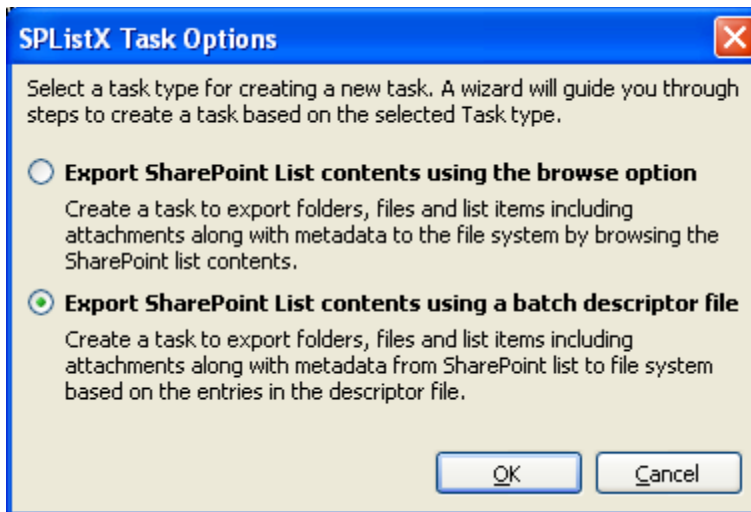 SPListX Task Options
Select a task type for creating a new task. A wizard will guide you through
steps to create a task based on the selected Task type.
Export SharePoint List contents using the browse option
Create a task to export folders, files and list items including
attachments along with metadata to the file system by browsing the
SharePoint list contents.
Export SharePoint List contents using a batch descriptor file
Create a task to export folders, files and list items including
attachments along with metadata from SharePoint list to file system
based on the entries in the descriptor file.
OK Cancel